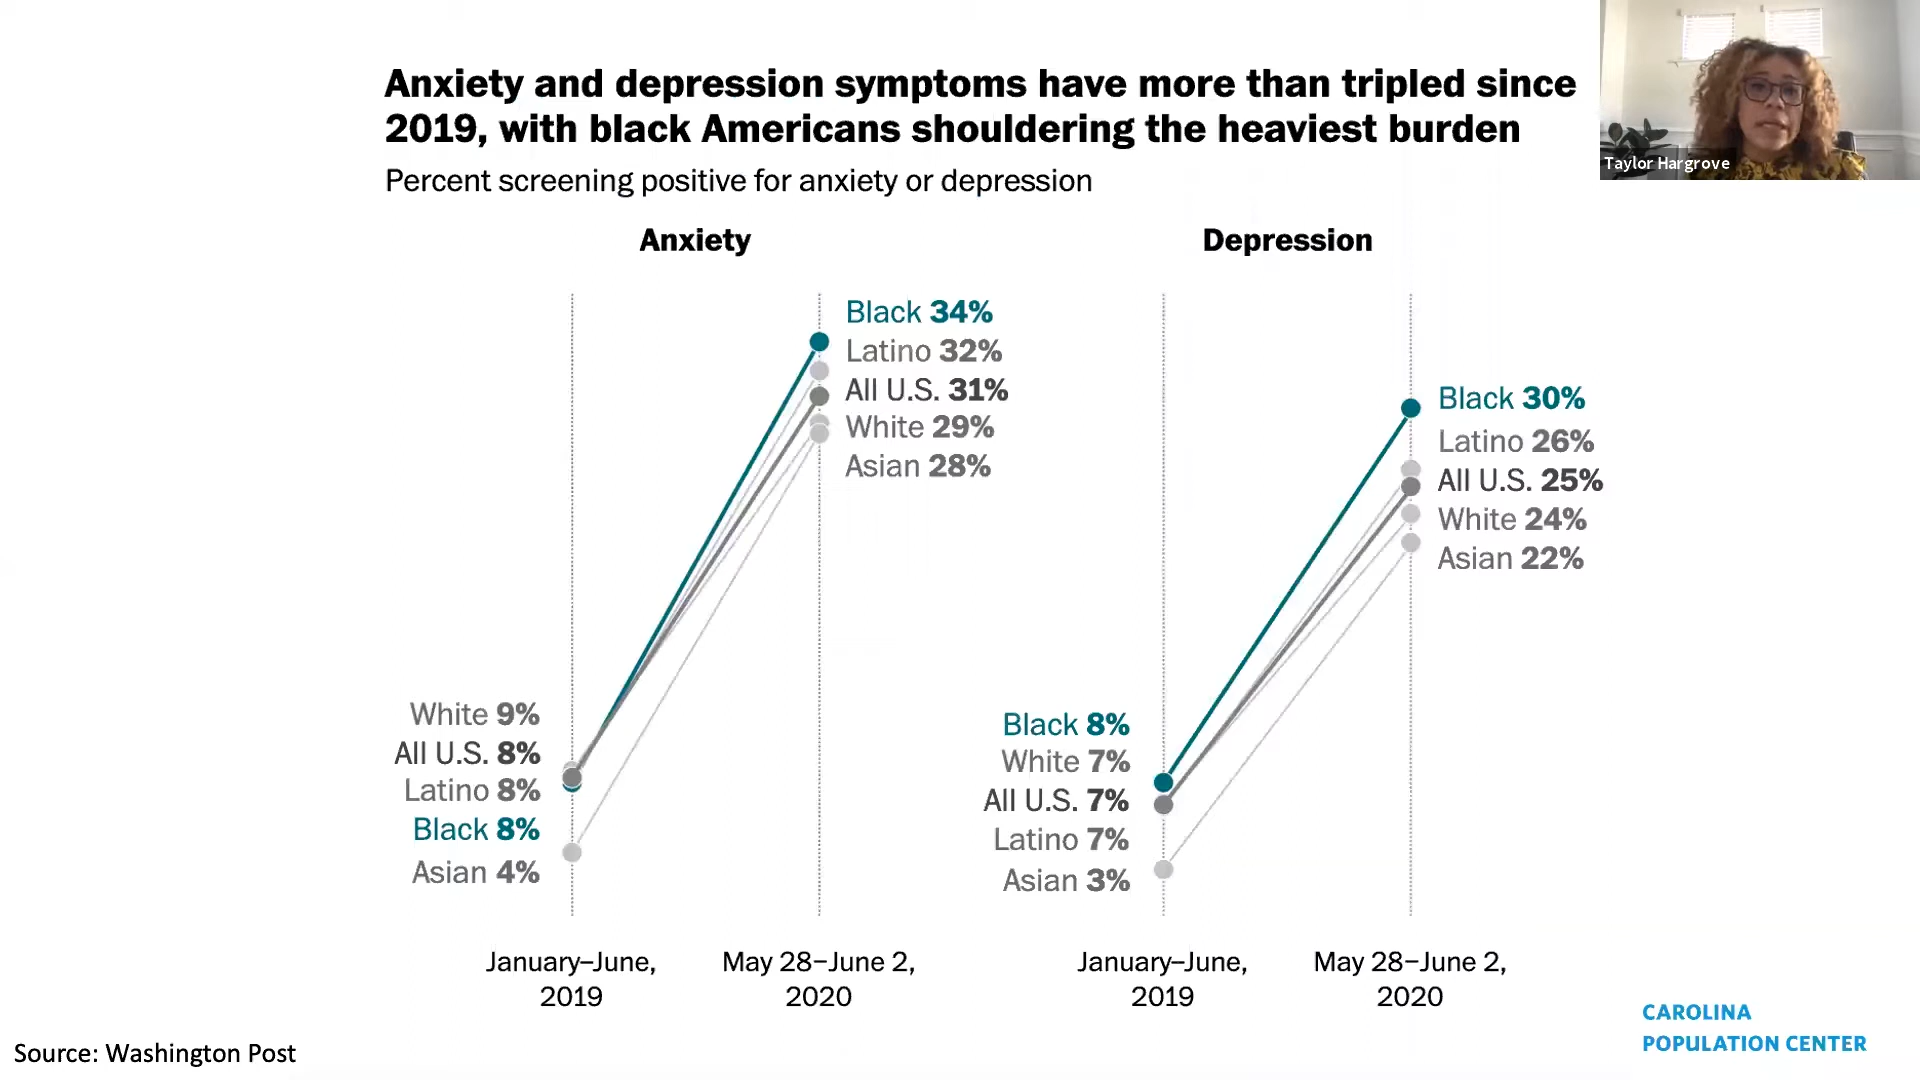 Anxiety and depression symptoms have more than tripled since
2019, with black Americans shouldering the heaviest burden
Percent screening positive for anxiety or depression
Taylor Hargrove
Anxiety
Black 34%
Latino 32%
All U.S. 31%
White 29%
Asian 28%
White 9%
All U.S. 8%
Latino 8%
Black 8%
Asian 4%
January–June,
2019
May 28–June 2,
2020
Depression
Black 30%
Latino 26%
All U.S. 25%
White 24%
Asian 22%
Black 8%
White 7%
All U.S. 7%
Latino 7%
Asian 3%
January–June,
2019
May 28–June 2,
2020
Source: Washington Post
CAROLINA
POPULATION CENTER